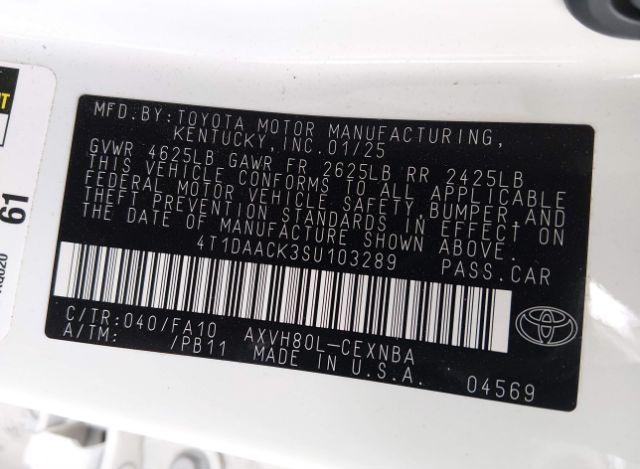 MFD.BY:TOYOTA MOTOR MANUFACTURING,
KENTUCKY,INC.01/25
GVWR 4625LB GAWR FR 2625LB RR 2425LB
THIS VEHICLE CONFORMS TO ALL APPLICABLE
FEDERAL MOTOR VEHICLE SAFETY,BUMPER AND
THEFT PREVENTION STANDARDS IN EFFECT ON
THE DATE OF MANUFACTURE SHOWN ABOVE.
4T1DAACK3SU103289 PASS.CAR
C/TR:040/FA10 AXVH80L-CEXNBA
A/TM: /PB11 MADE IN U.S.A.
04569
61